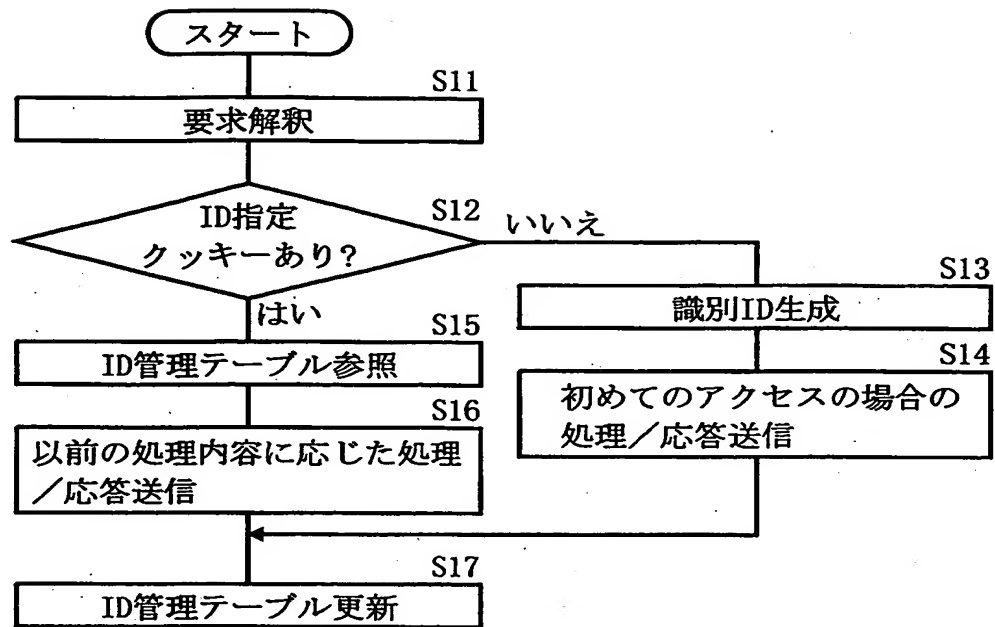 スタート
S11
要求解釈
S12
ID指定
クッキーあり?
いいえ
はい
S13
識別ID生成
S14
初めてのアクセスの場合の
処理/応答送信
S15
ID管理テーブル参照
S16
以前の処理内容に応じた処理
/応答送信
S17
ID管理テーブル更新